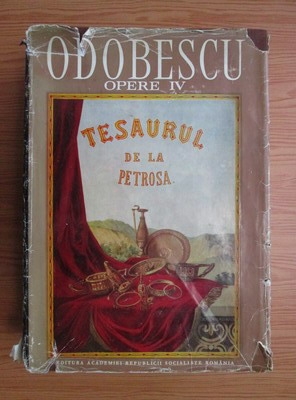 ODOBESCU
OPERE IV
TESAURUL
DE LA
PETROSA
EDITURA ACADEMIEI REPUBLICII SOCIALISTE ROMÂNIA